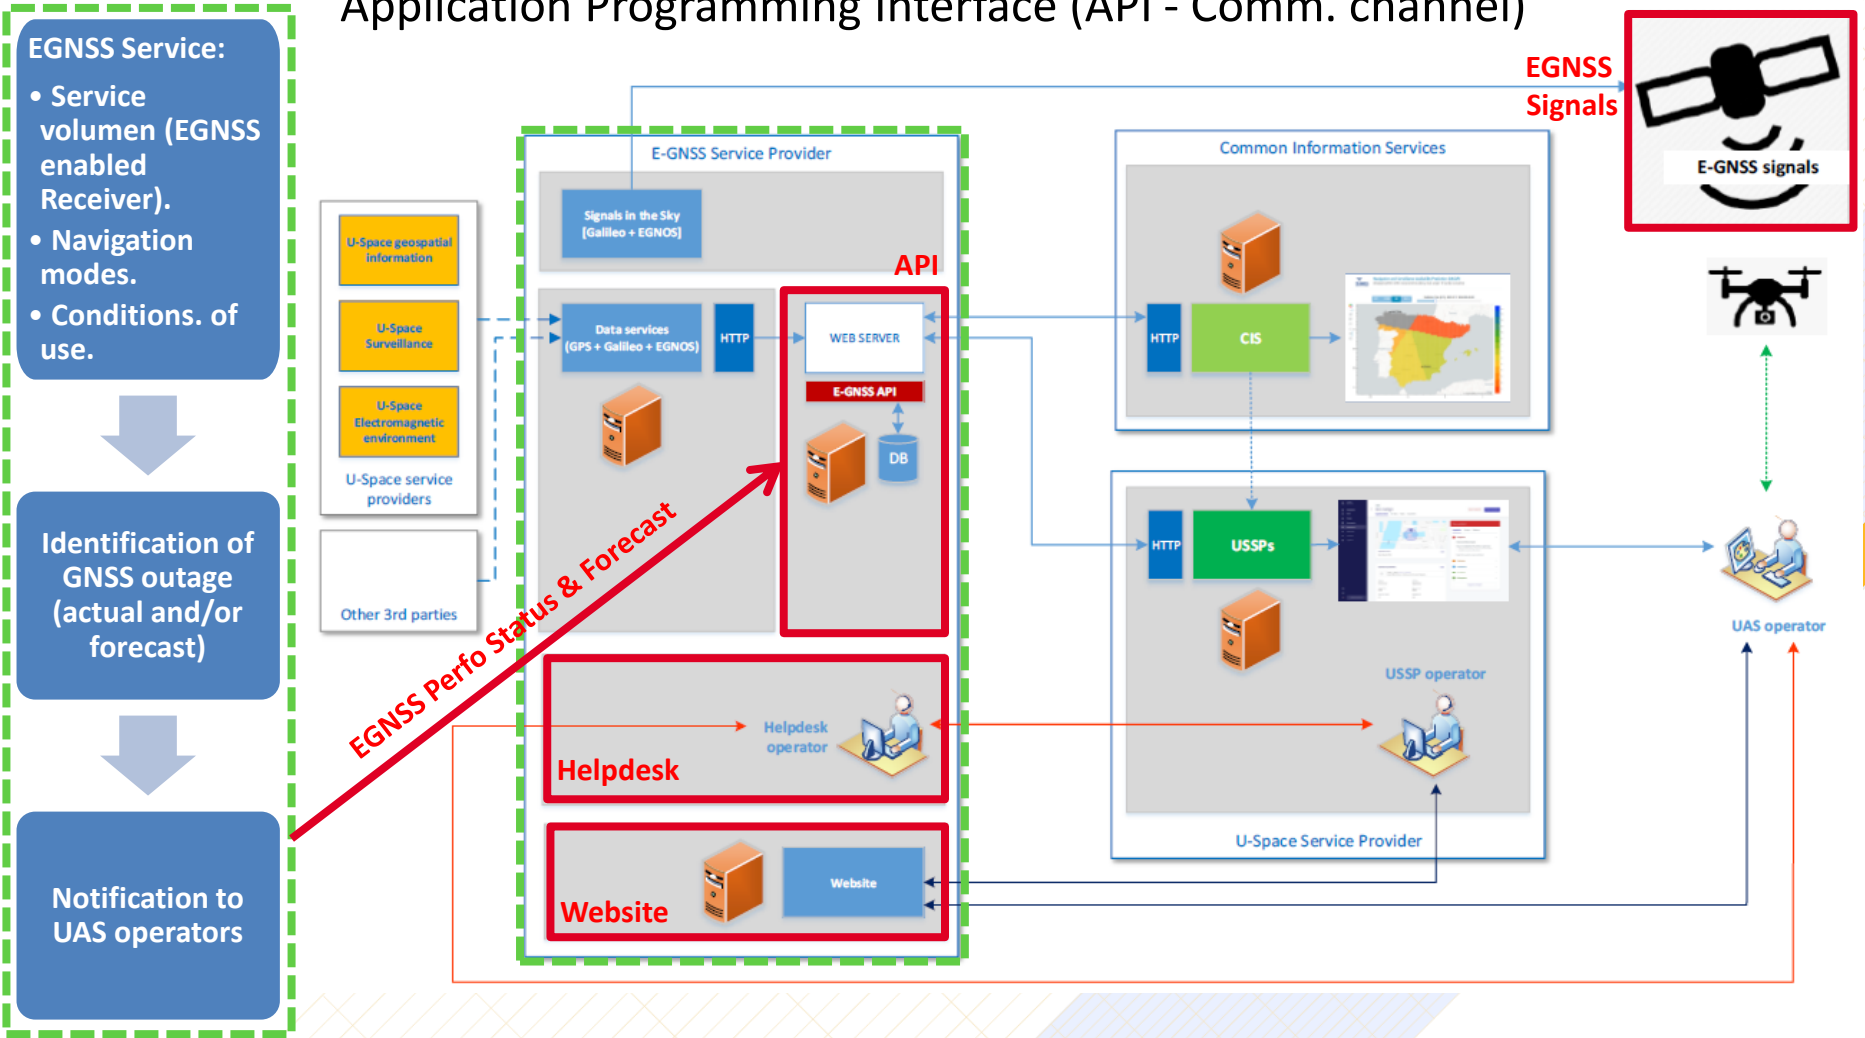 Application Programming Interface (API - Comm. channel)
EGNSS Service:
• Service
volumen (EGNSS
enabled
Receiver).
• Navigation
modes.
• Conditions. of
use.
Identification of
GNSS outage
(actual and/or
forecast)
Notification to
UAS operators
U-Space geospatial
information
U-Space
Surveillance
U-Space
Electromagnetic
environment
U-Space service
providers
Other 3rd parties
EGNSS Perfo Status & Forecast
E-GNSS Service Provider
Signals in the Sky
[Galileo + EGNOS]
API
Data services
(GPS + Galileo + EGNOS)
HTTP
WEB SERVER
E-GNSS API
DB
Helpdesk
operator
Helpdesk
Website
Website
Common Information Services
HTTP
CIS
HTTP
USSPs
USSP operator
U-Space Service Provider
EGNSS
Signals
E-GNSS signals
UAS operator